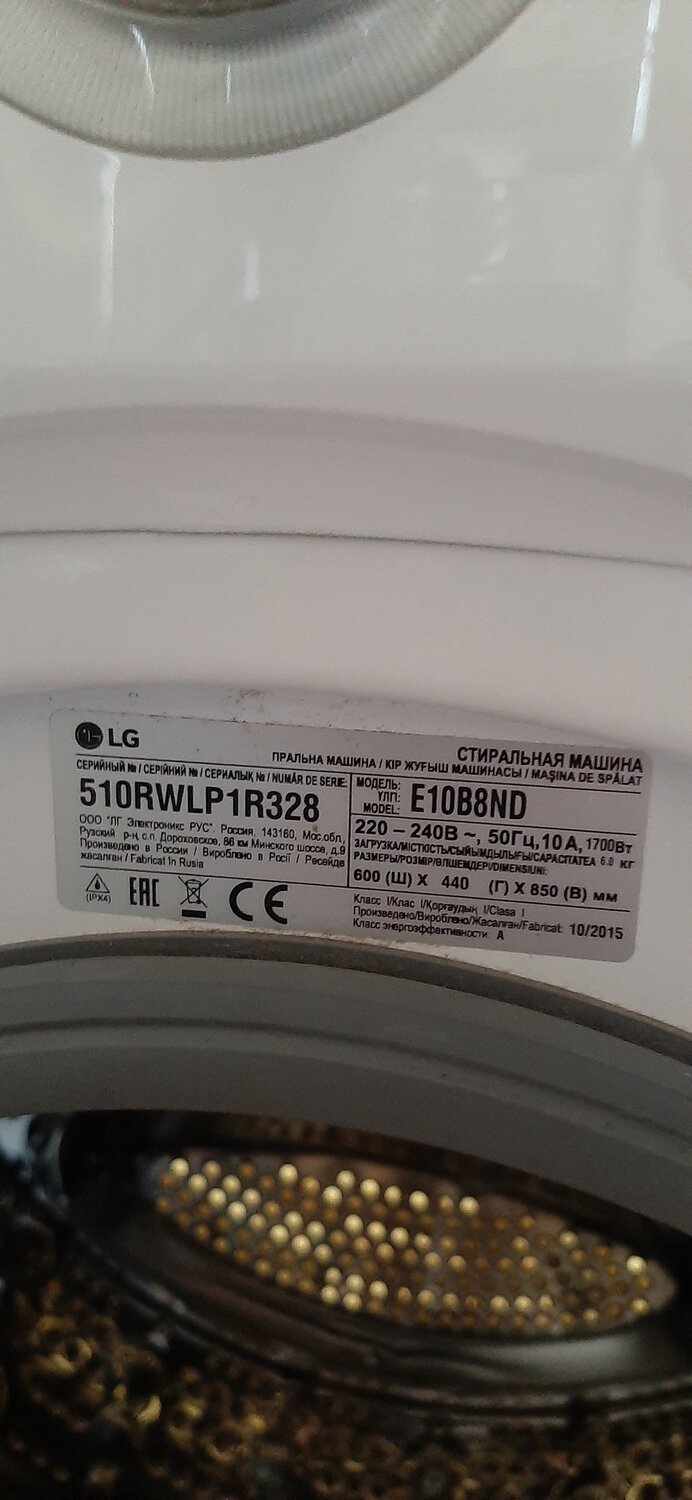 LG
СТИРАЛЬНАЯ МАШИНА
ПРАЛЬНА МАШИНА / КІР ЖУҒЫШ МАШИНАСЫ / MAŞINA DE SPĂLAT
СЕРИЙНЫЙ № / СЕРІЙНИЙ № / СЕРИАЛЫҚ № / NUMĂR DE SERIE:
510RWLP1R328
ООО "ЛГ Электроникс РУС". Россия, 143160, Мос.обл.,
Рузский р-н, с.п. Дороховское, 86 км Минского шоссе, д.9
Произведено в России / Вироблено в Росії / Ресейде
жасалған / Fabricat în Rusia
(IPX4)
EAC
CE
МОДЕЛЬ:
ҮЛГІ:
MODEL:
E10B8ND
220 – 240В ~, 50Гц, 10 А, 1700Вт
ЗАГРУЗКА/МІСТКІСТЬ/СЫЙЫМДЫЛЫҒЫ/CAPACITATEA 6.0 КГ
РАЗМЕРЫ/РОЗМІР/ӨЛШЕМДЕРІ/DIMENSIUNI:
600 (Ш) X 440 (Г) X 850 (В) мм
Класс I/Клас I/Қорғаудың I/Clasa I
Произведено/Вироблено/Жасалған/Fabricat: 10/2015
Класс энергоэффективности: A